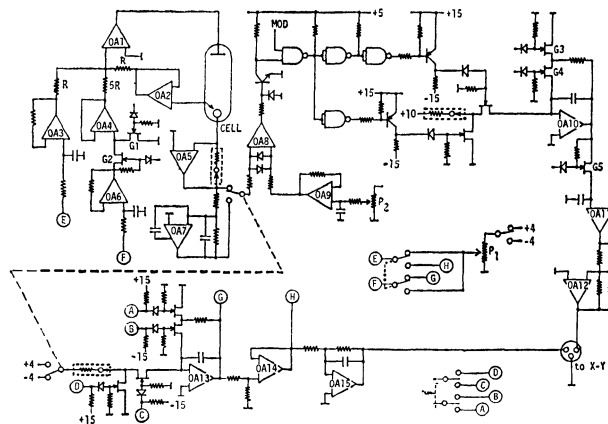 OA1
R
R
5R
OA2
OA3
OA4
G1
G2
OA6
E
F
CELL
OA5
OA7
MOD
OA8
OA9
P2
+5
+15
-15
+15
-15
+10
+15
G3
G4
OA10
G5
OA1
OA12
E
F
H
G
P1
+4
-4
to X-Y
+15
A
B
-15
+4
-4
D
+15
C
-15
OA13
G
H
OA14
OA15
D
C
B
A